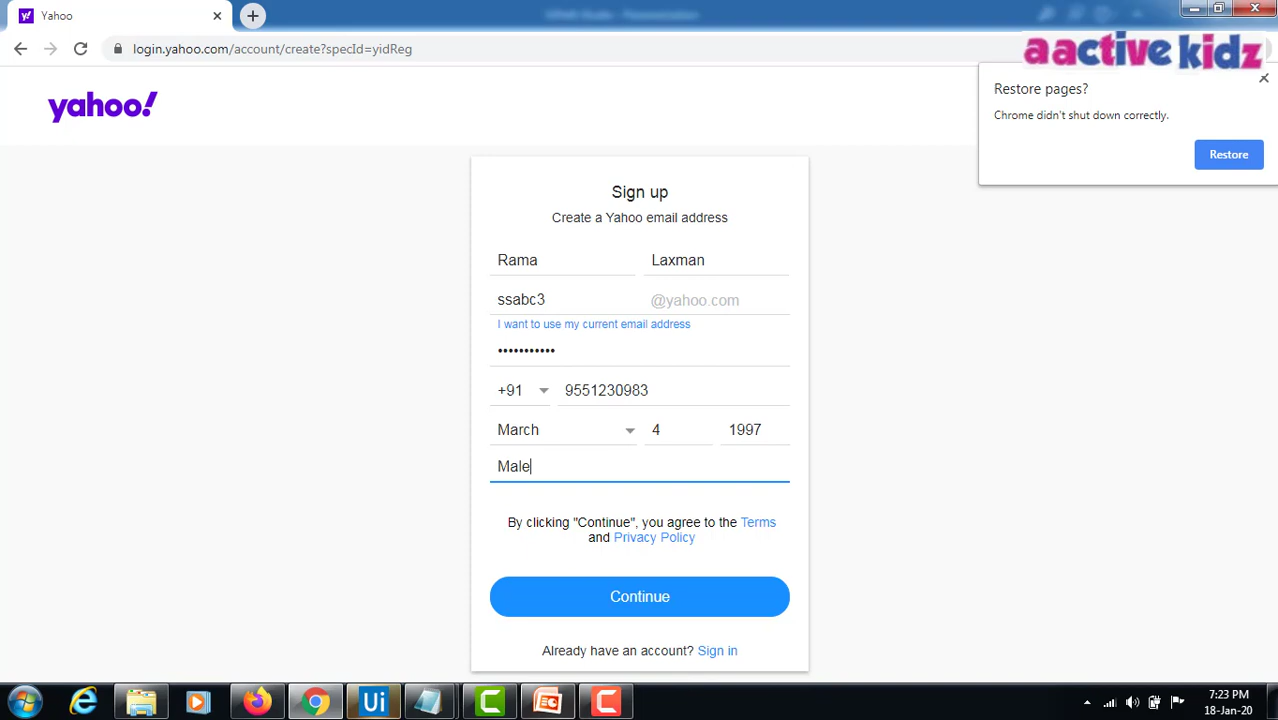 Yahoo
login.yahoo.com/account/create?specId=yidReg
aactive kidz
Restore pages?
Chrome didn't shut down correctly.
Restore
yahoo!
Sign up
Create a Yahoo email address
Rama Laxman
ssabc3 @yahoo.com
I want to use my current email address
•••••••••••
+91 9551230983
March 4 1997
Male
By clicking "Continue", you agree to the Terms
and Privacy Policy
Continue
Already have an account? Sign in
Ui
7:23 PM
18-Jan-20